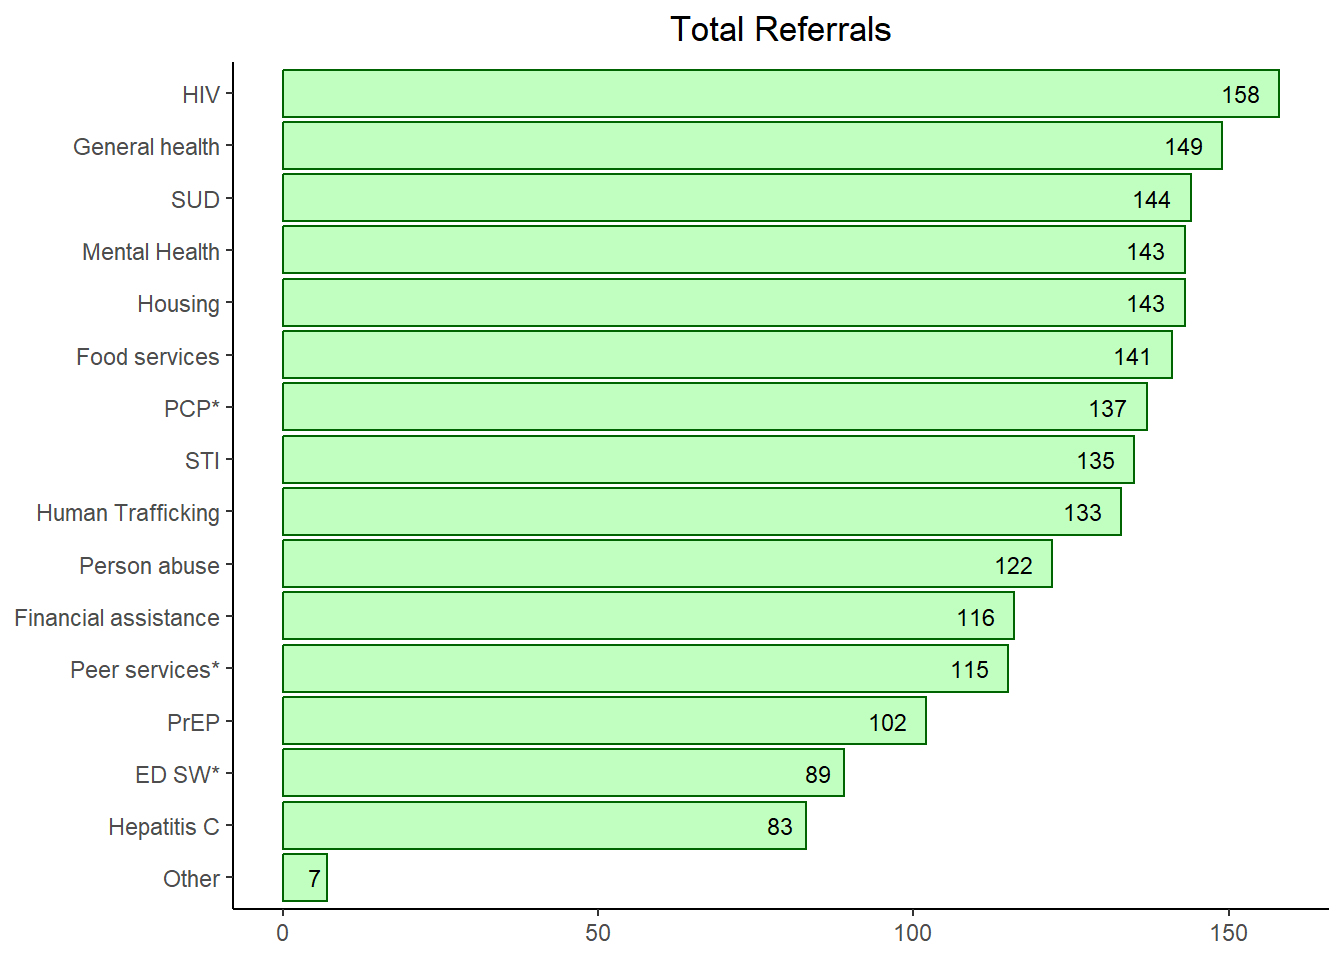 Total Referrals
HIV 158
General health 149
SUD 144
Mental Health 143
Housing 143
Food services 141
PCP* 137
STI 135
Human Trafficking 133
Person abuse 122
Financial assistance 116
Peer services* 115
PrEP 102
ED SW* 89
Hepatitis C 83
Other 7
0 50 100 150